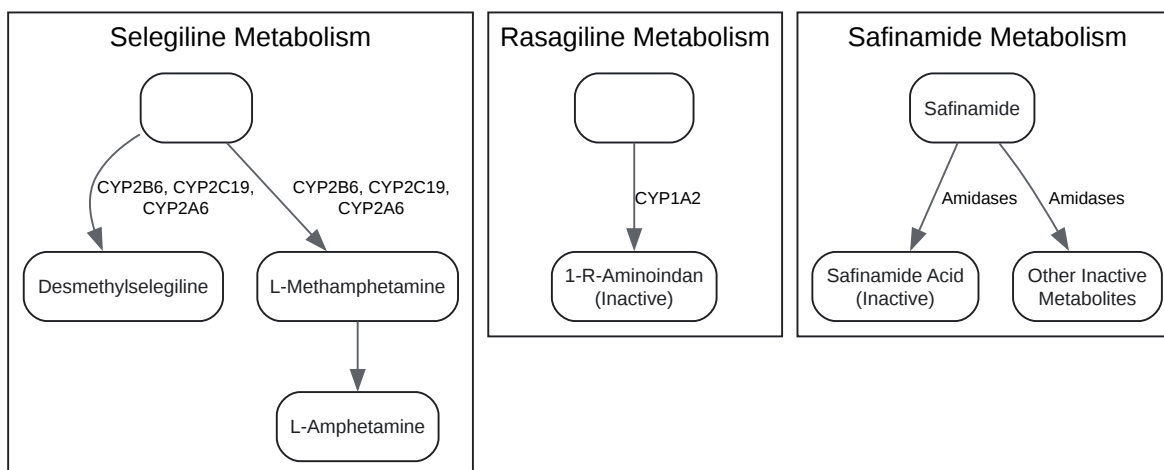 Selegiline Metabolism
CYP2B6, CYP2C19,
CYP2A6
CYP2B6, CYP2C19,
CYP2A6
Desmethylselegiline
L-Methamphetamine
L-Amphetamine
Rasagiline Metabolism
CYP1A2
1-R-Aminoindan
(Inactive)
Safinamide Metabolism
Safinamide
Amidases
Amidases
Safinamide Acid
(Inactive)
Other Inactive
Metabolites